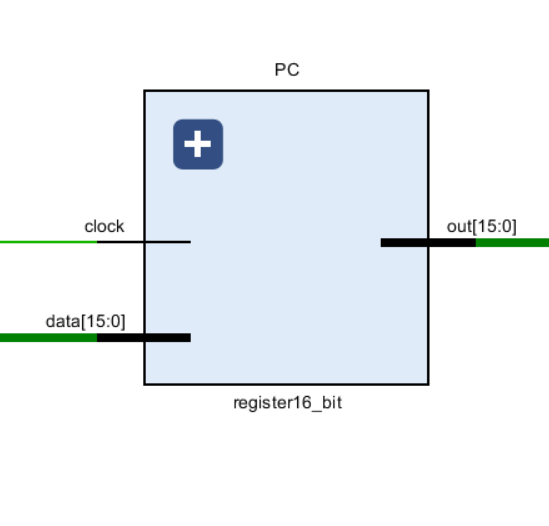 PC
clock
out[15:0]
data[15:0]
register16_bit